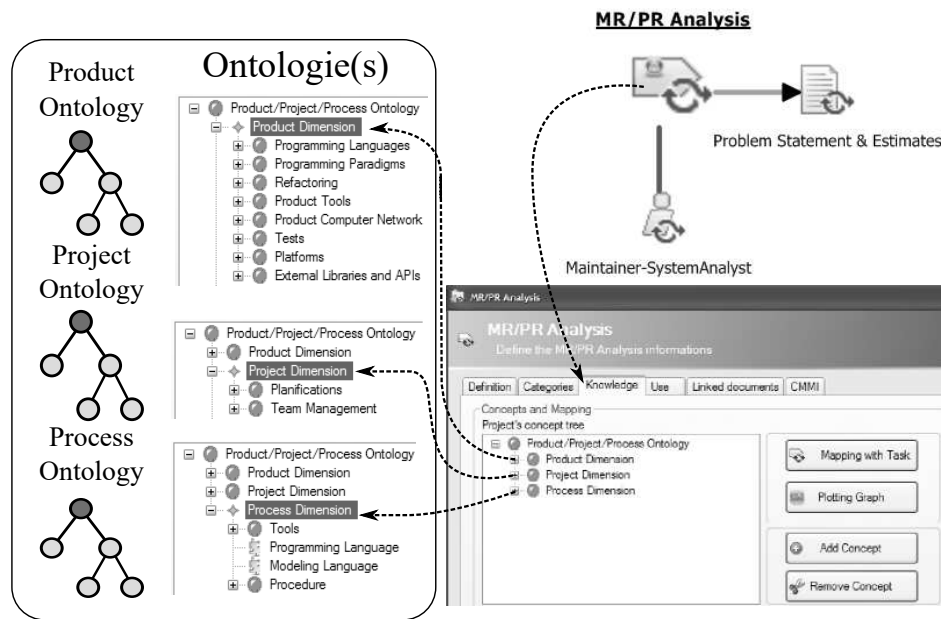 Ontologie(s)
Product
Ontology
Product/Project/Process Ontology
Product Dimension
Programming Languages
Programming Paradigms
Refactoring
Product Tools
Product Computer Network
Tests
Platforms
External Libraries and APIs
Project
Ontology
Product/Project/Process Ontology
Product Dimension
Project Dimension
Planifications
Team Management
Process
Ontology
Product/Project/Process Ontology
Product Dimension
Project Dimension
Process Dimension
Tools
Programming Language
Modeling Language
Procedure
MR/PR Analysis
Problem Statement & Estimates
Maintainer-SystemAnalyst
MR/PR Analysis
MR/PR Analysis
Define the MR/PR Analysis informations
Definition Categories Knowledge Use Linked documents CMMI
Concepts and Mapping
Project's concept tree
Product/Project/Process Ontology
Product Dimension
Project Dimension
Process Dimension
Mapping with Task
Plotting Graph
Add Concept
Remove Concept